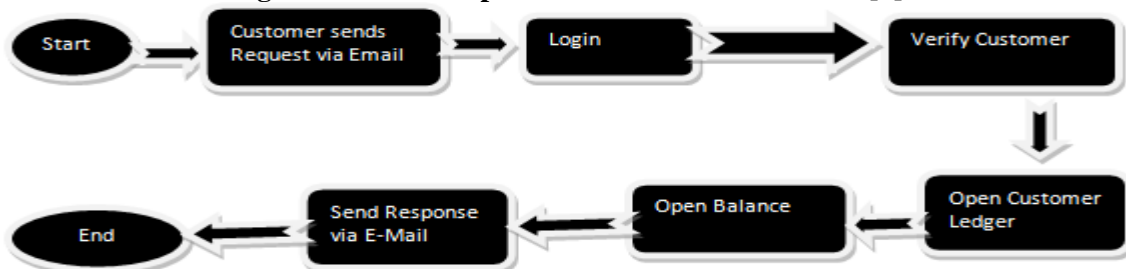 Start
Customer sends
Request via Email
Login
Verify Customer
Open Customer
Ledger
Open Balance
Send Response
via E-Mail
End